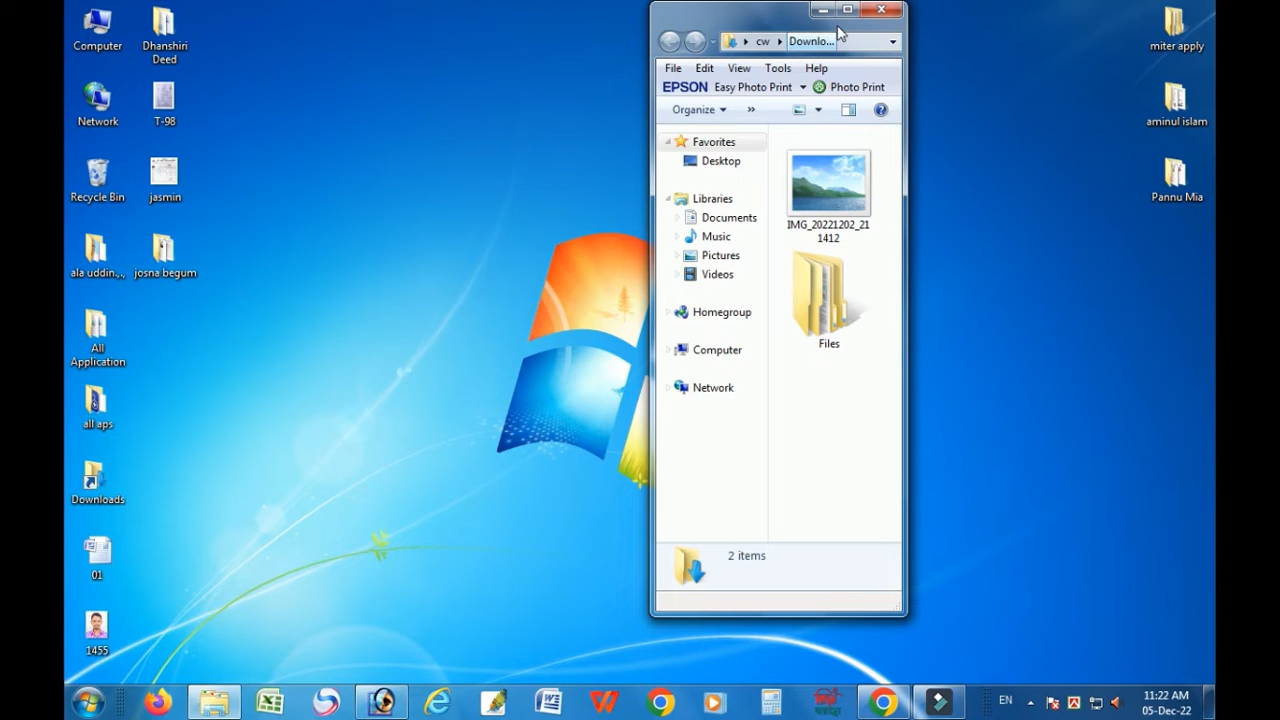 Computer
Dhanshiri
Deed
Network
T-98
Recycle Bin
jasmin
ala uddin.,,
josna begum
All
Application
all aps
Downloads
01
1455
cw
Downlo...
File Edit View Tools Help
EPSON Easy Photo Print Photo Print
Organize »
Favorites
Desktop
Libraries
Documents
Music
Pictures
Videos
Homegroup
Computer
Network
IMG_20221202_21
1412
Files
2 items
miter apply
aminul islam
Pannu Mia
EN
11:22 AM
05-Dec-22